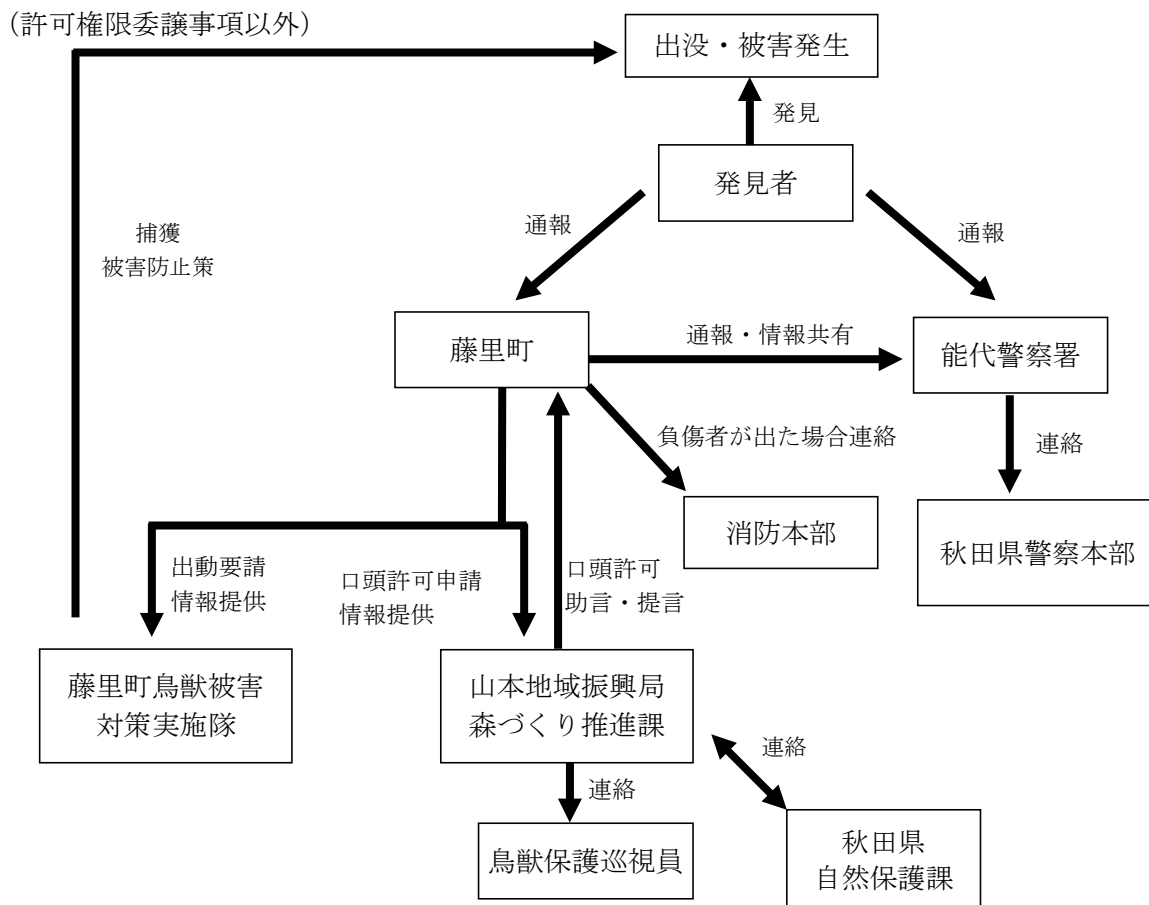 （許可権限委譲事項以外）
出没・被害発生
発見
発見者
通報
通報
捕獲
被害防止策
藤里町
通報・情報共有
能代警察署
負傷者が出た場合連絡
連絡
消防本部
秋田県警察本部
出動要請
情報提供
口頭許可申請
情報提供
口頭許可
助言・提言
藤里町鳥獣被害
対策実施隊
山本地域振興局
森づくり推進課
連絡
連絡
鳥獣保護巡視員
秋田県
自然保護課